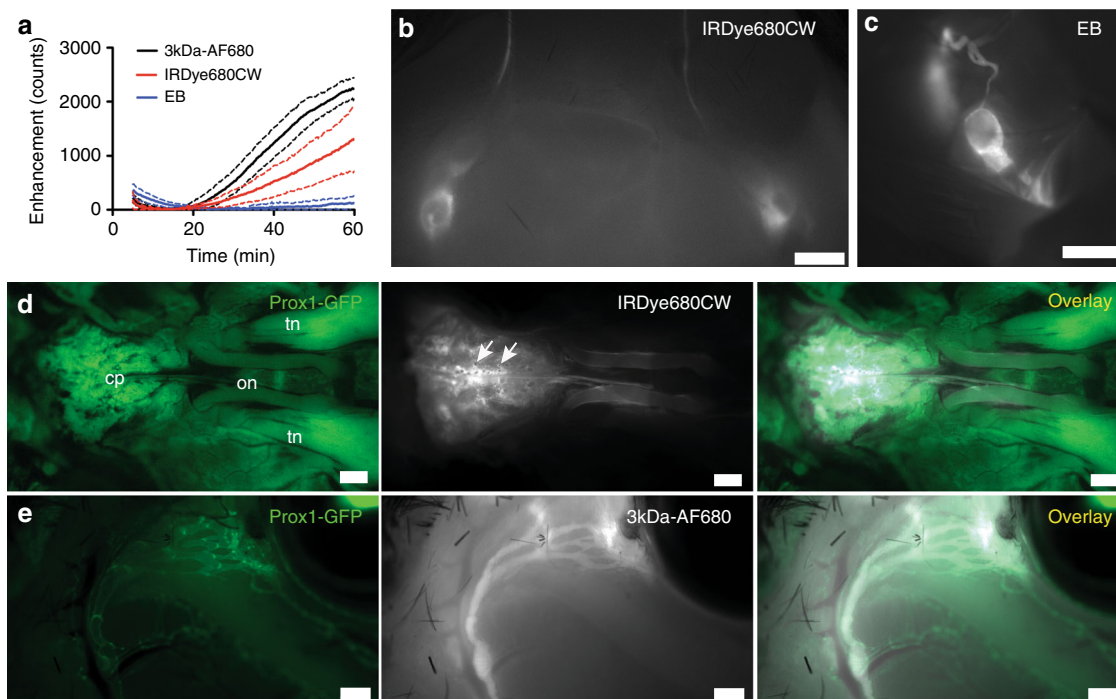 a
3000
2000
1000
0
0
20
40
60
Enhancement (counts)
Time (min)
3kDa-AF680
IRDye680CW
EB
b
IRDye680CW
c
EB
d
Prox1-GFP
tn
cp
on
tn
IRDye680CW
Overlay
e
Prox1-GFP
3kDa-AF680
Overlay